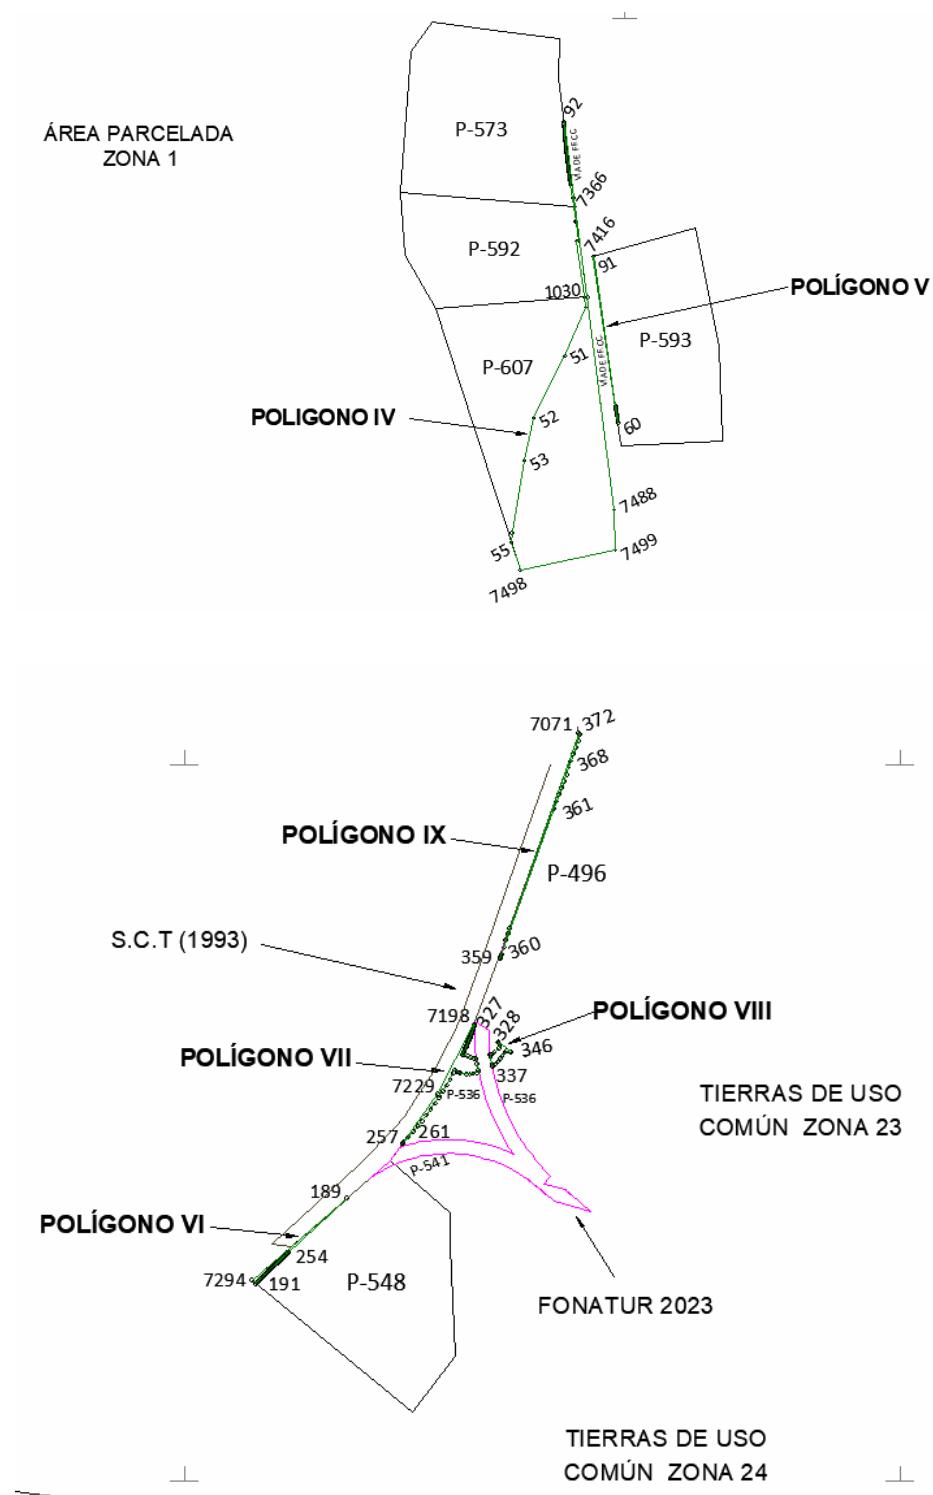 92
ÁREA PARCELADA
ZONA 1
P-573
VIA DE FFCC
7366
7416
P-592
91
1030
POLÍGONO V
P-593
51
P-607
VIA DE FFCC
POLIGONO IV
52
60
53
7488
55
7499
7498
7071
372
368
361
POLÍGONO IX
P-496
S.C.T (1993)
359
360
7198
327
328
POLÍGONO VIII
346
POLÍGONO VII
337
7229
P-536
P-536
TIERRAS DE USO
COMÚN ZONA 23
257
261
P-541
189
POLÍGONO VI
254
7294
191
P-548
FONATUR 2023
TIERRAS DE USO
COMÚN ZONA 24